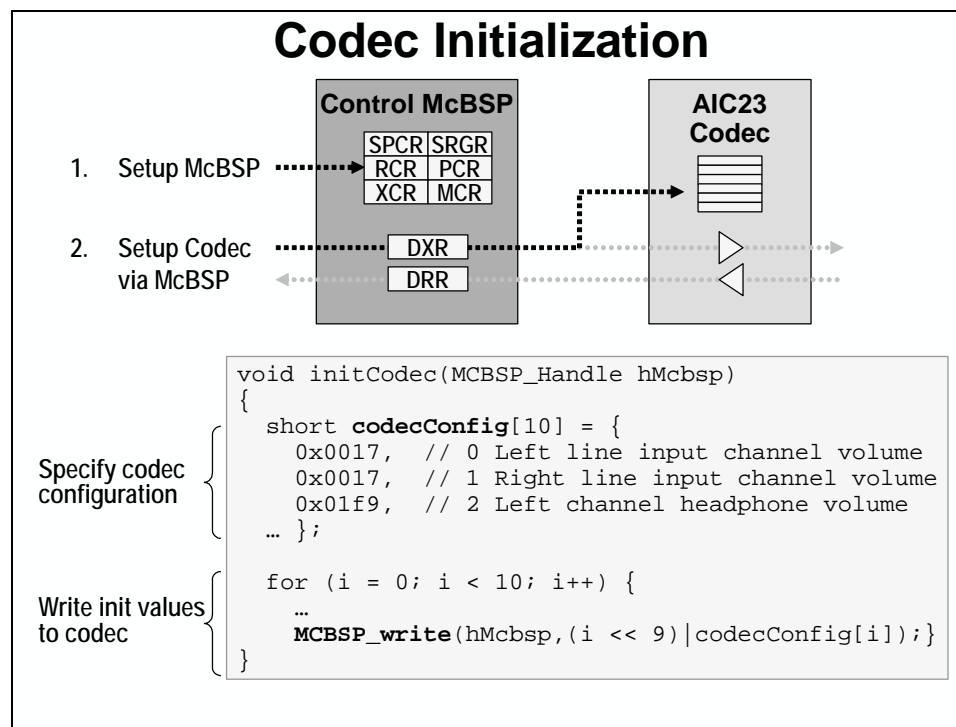 Codec Initialization
Control McBSP
AIC23
Codec
SPCR SRGR
1. Setup McBSP
RCR PCR
XCR MCR
2. Setup Codec
via McBSP
DXR
DRR
void initCodec(MCBSP_Handle hMcbsp)
{
short codecConfig[10] = {
0x0017, // 0 Left line input channel volume
0x0017, // 1 Right line input channel volume
0x01f9, // 2 Left channel headphone volume
… };
Specify codec
configuration
for (i = 0; i < 10; i++) {
…
MCBSP_write(hMcbsp,(i << 9)|codecConfig[i]);}
}
Write init values
to codec